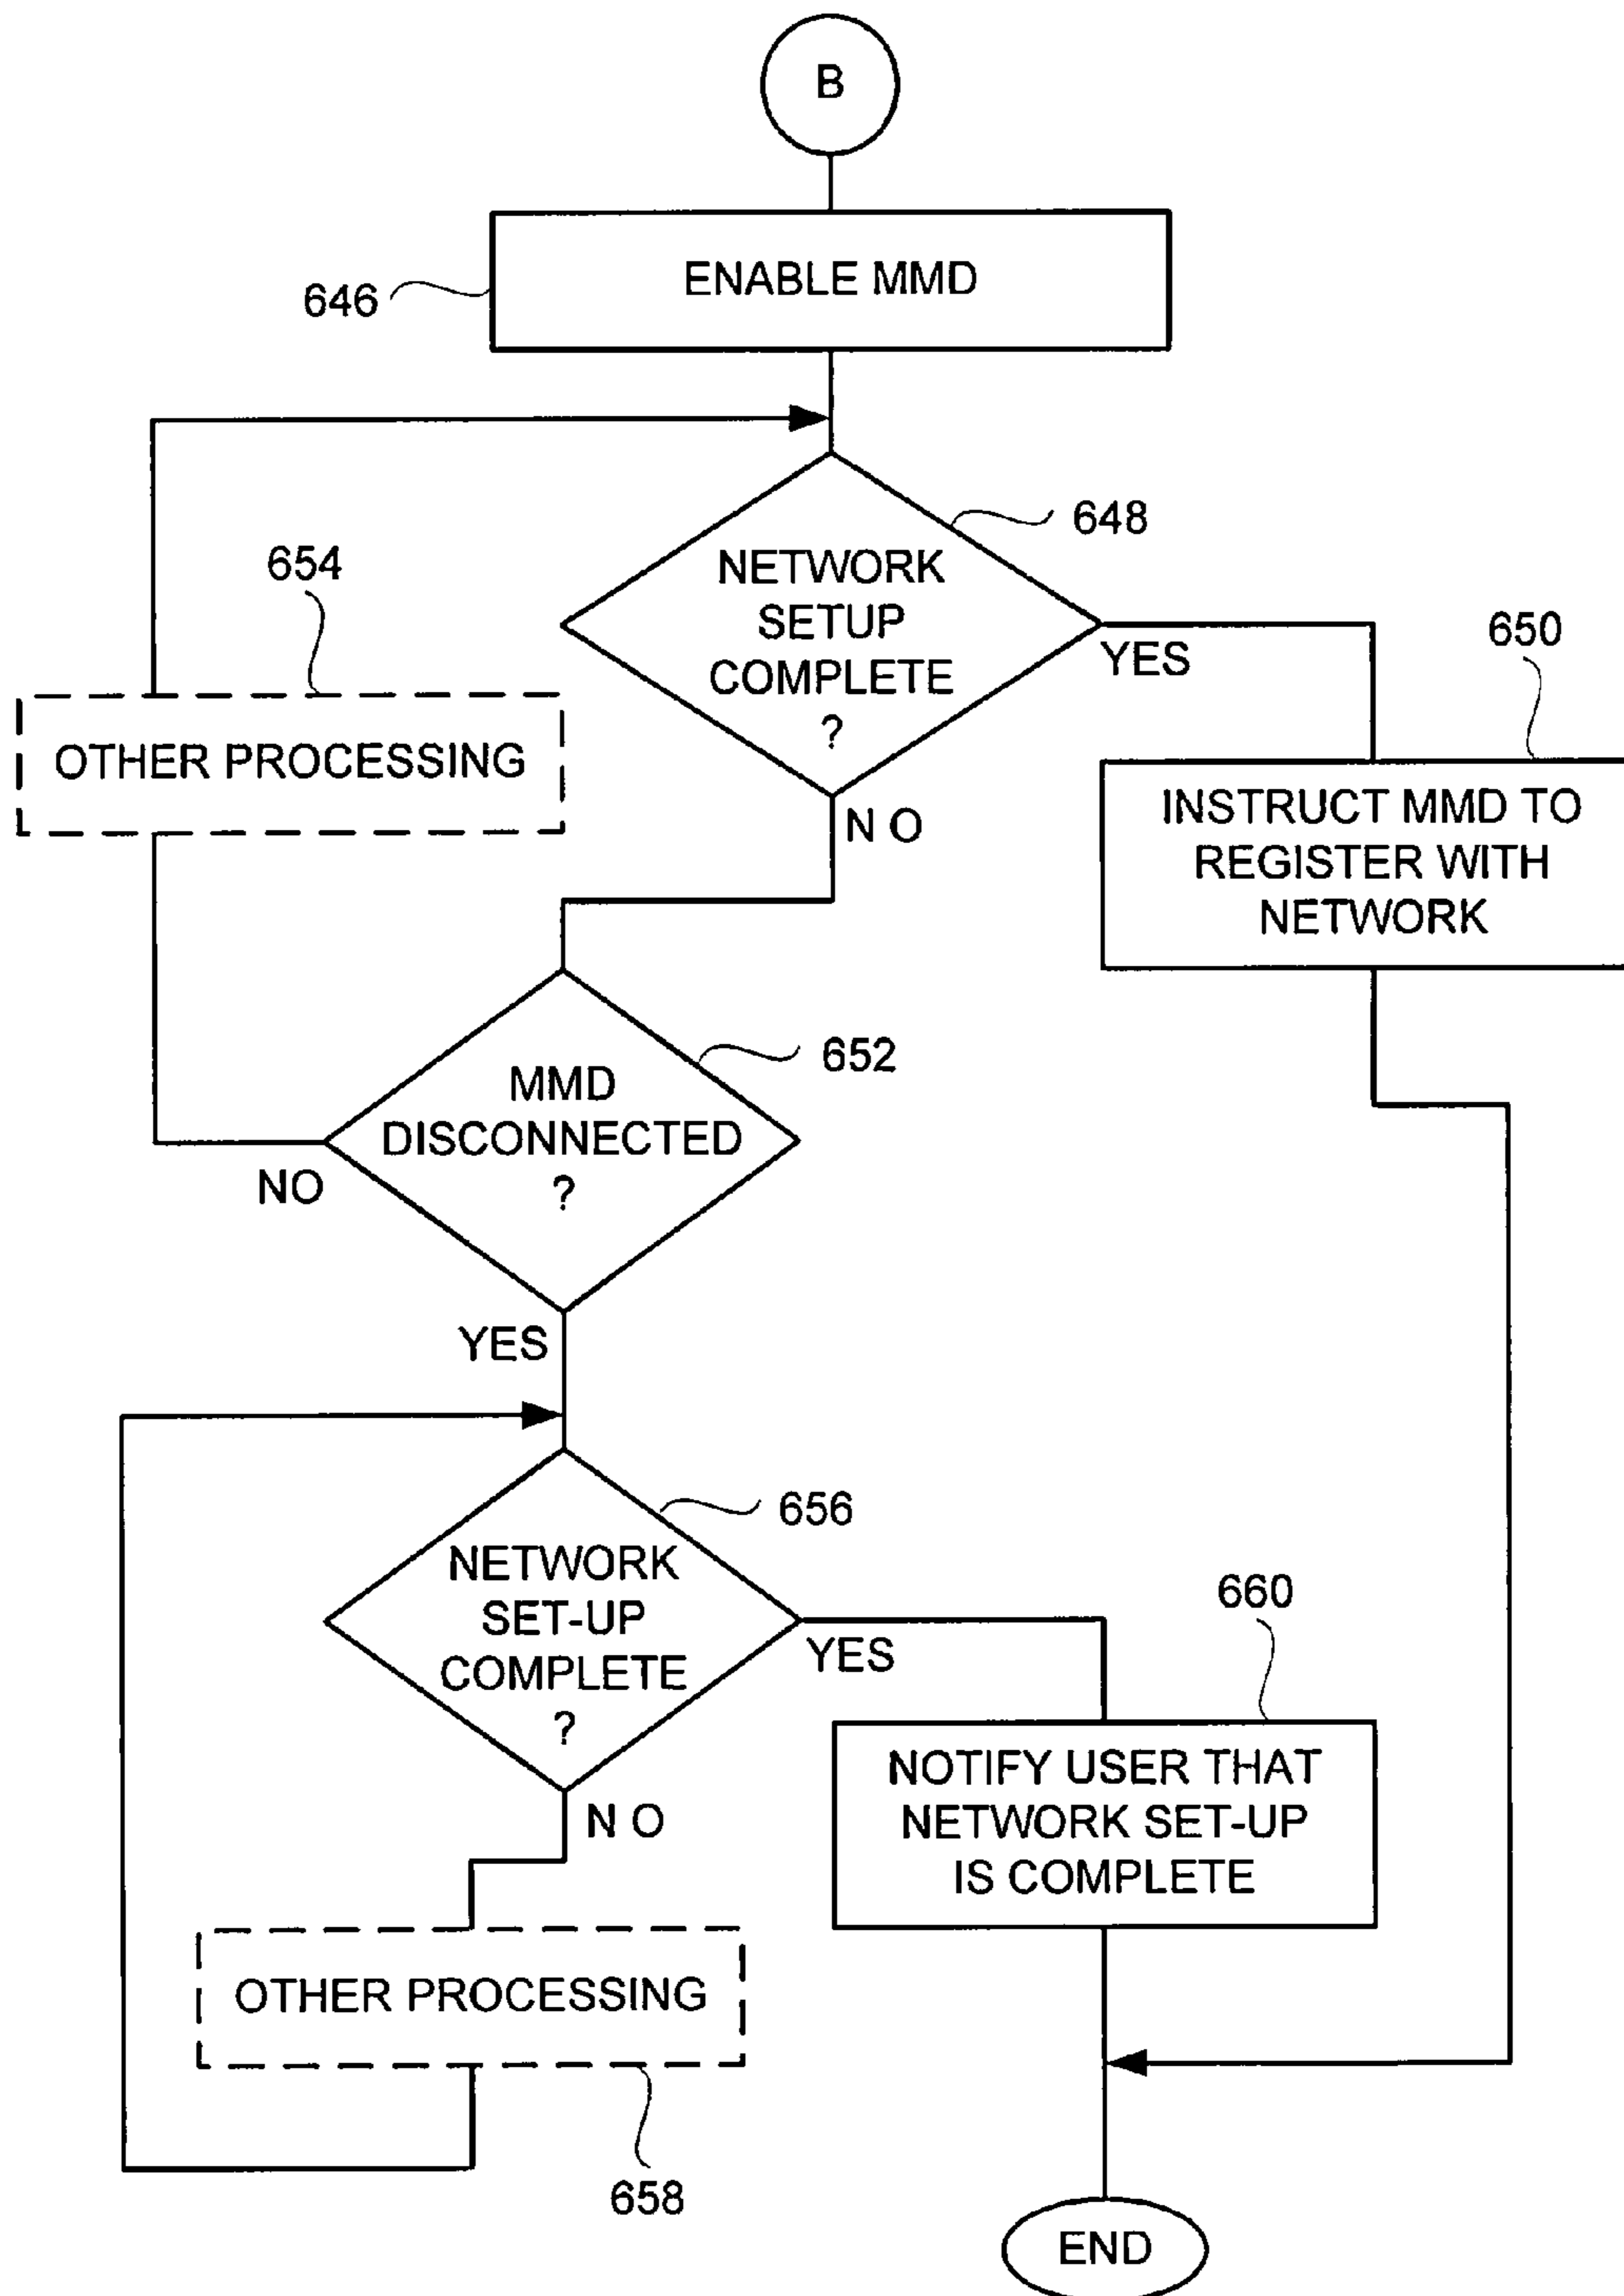 B
646
ENABLE MMD
648
NETWORK
SETUP
COMPLETE
?
YES
NO
654
OTHER PROCESSING
650
INSTRUCT MMD TO
REGISTER WITH
NETWORK
652
MMD
DISCONNECTED
?
NO
YES
656
NETWORK
SET-UP
COMPLETE
?
YES
NO
660
NOTIFY USER THAT
NETWORK SET-UP
IS COMPLETE
OTHER PROCESSING
658
END